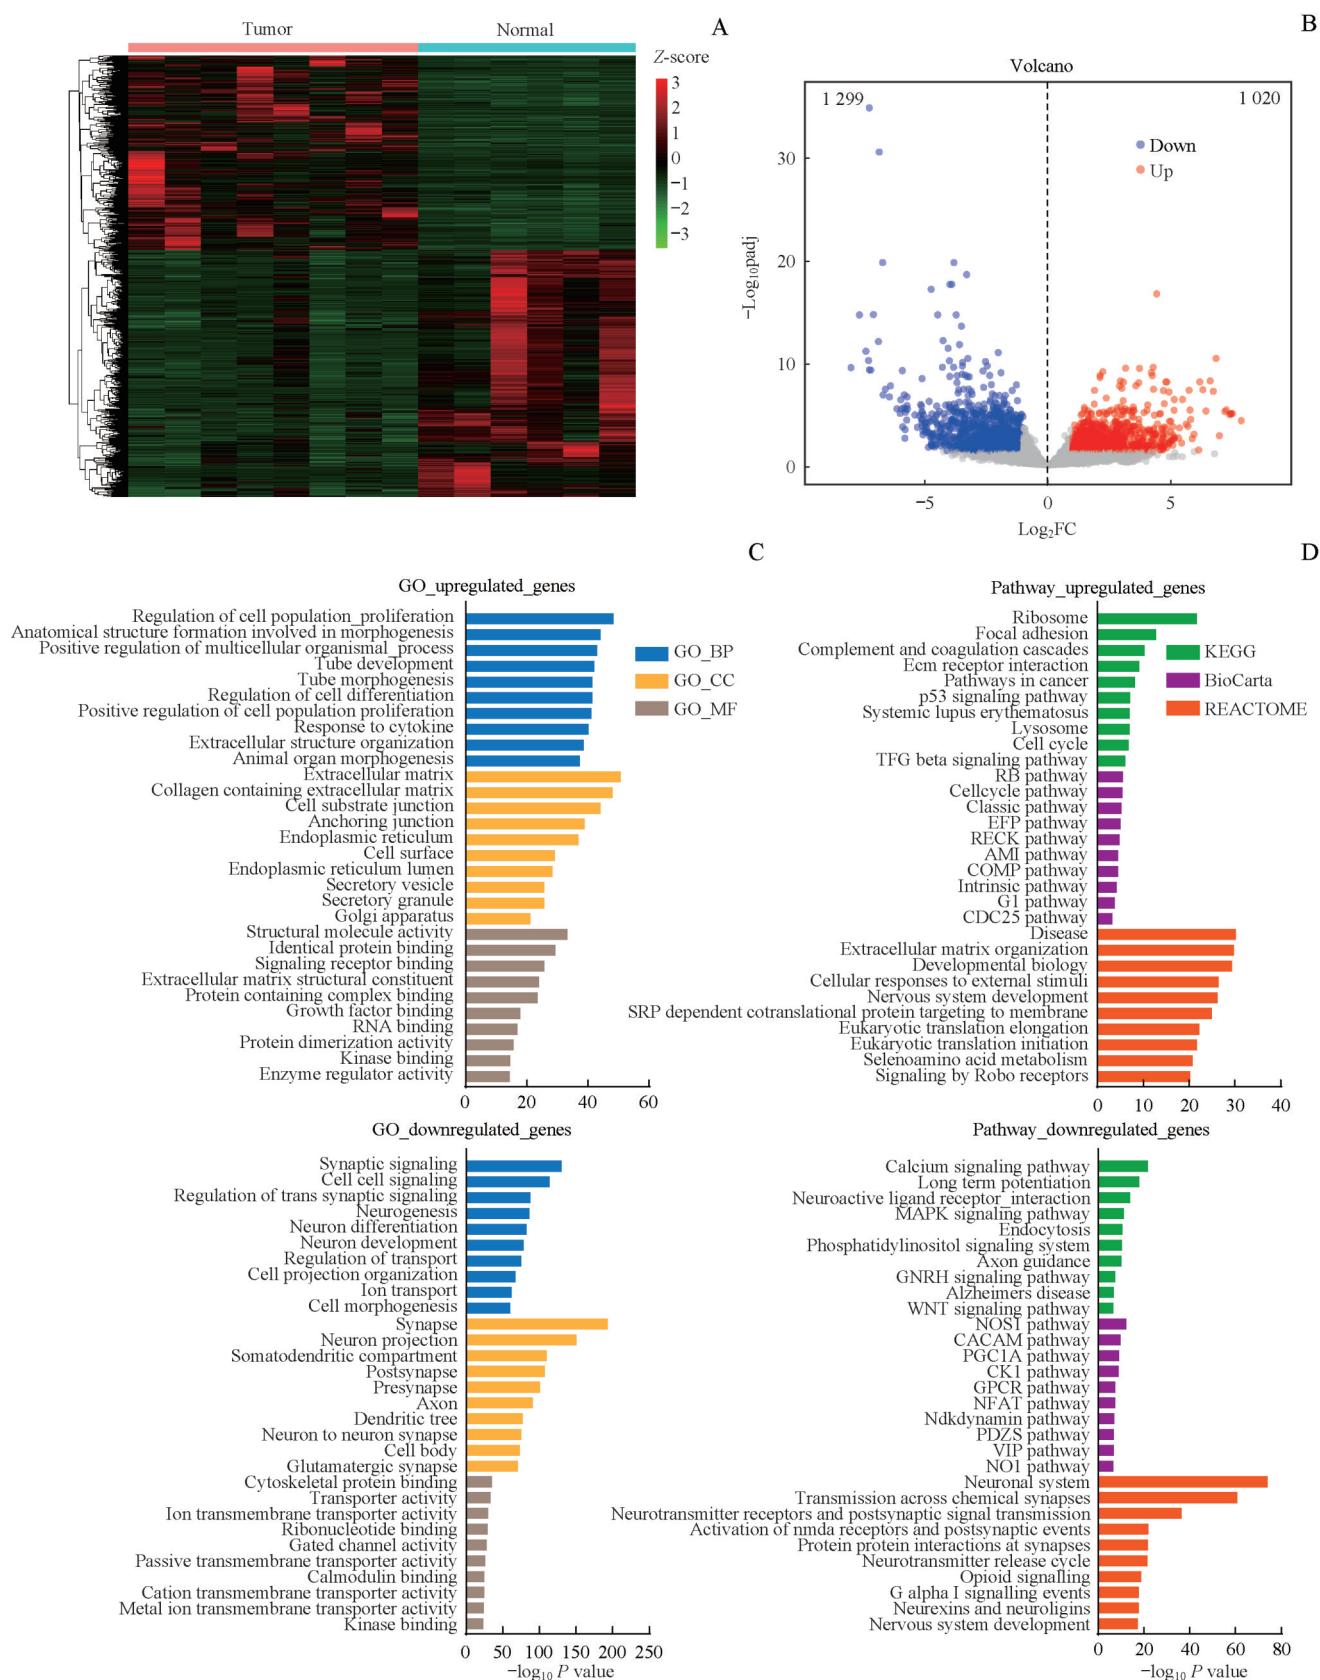 A
Tumor
Normal
Z-score
3
2
1
0
−1
−2
−3
B
Volcano
1 299
1 020
Down
Up
30
20
10
0
−Log10padj
−5
0
5
Log2FC
C
GO_upregulated_genes
Regulation of cell population_proliferation
Anatomical structure formation involved in morphogenesis
Positive regulation of multicellular organismal_process
Tube development
Tube morphogenesis
Regulation of cell differentiation
Positive regulation of cell population proliferation
Response to cytokine
Extracellular structure organization
Animal organ morphogenesis
Extracellular matrix
Collagen containing extracellular matrix
Cell substrate junction
Anchoring junction
Endoplasmic reticulum
Cell surface
Endoplasmic reticulum lumen
Secretory vesicle
Secretory granule
Golgi apparatus
Structural molecule activity
Identical protein binding
Signaling receptor binding
Extracellular matrix structural constituent
Protein containing complex binding
Growth factor binding
RNA binding
Protein dimerization activity
Kinase binding
Enzyme regulator activity
0 20 40 60
GO_BP
GO_CC
GO_MF
D
Pathway_upregulated_genes
Ribosome
Focal adhesion
Complement and coagulation cascades
Ecm receptor interaction
Pathways in cancer
p53 signaling pathway
Systemic lupus erythematosus
Lysosome
Cell cycle
TFG beta signaling pathway
RB pathway
Cellcycle pathway
Classic pathway
EFP pathway
RECK pathway
AMI pathway
COMP pathway
Intrinsic pathway
G1 pathway
CDC25 pathway
Disease
Extracellular matrix organization
Developmental biology
Cellular responses to external stimuli
Nervous system development
SRP dependent cotranslational protein targeting to membrane
Eukaryotic translation elongation
Eukaryotic translation initiation
Selenoamino acid metabolism
Signaling by Robo receptors
0 10 20 30 40
KEGG
BioCarta
REACTOME
GO_downregulated_genes
Synaptic signaling
Cell cell signaling
Regulation of trans synaptic signaling
Neurogenesis
Neuron differentiation
Neuron development
Regulation of transport
Cell projection organization
Ion transport
Cell morphogenesis
Synapse
Neuron projection
Somatodendritic compartment
Postsynapse
Presynapse
Axon
Dendritic tree
Neuron to neuron synapse
Cell body
Glutamatergic synapse
Cytoskeletal protein binding
Transporter activity
Ion transmembrane transporter activity
Ribonucleotide binding
Gated channel activity
Passive transmembrane transporter activity
Calmodulin binding
Cation transmembrane transporter activity
Metal ion transmembrane transporter activity
Kinase binding
0 50 100 150 200 250
−log10 P value
Pathway_downregulated_genes
Calcium signaling pathway
Long term potentiation
Neuroactive ligand receptor_interaction
MAPK signaling pathway
Endocytosis
Phosphatidylinositol signaling system
Axon guidance
GNRH signaling pathway
Alzheimers disease
WNT signaling pathway
NOS1 pathway
CACAM pathway
PGC1A pathway
CK1 pathway
GPCR pathway
NFAT pathway
Ndkdynamin pathway
PDZS pathway
VIP pathway
NO1 pathway
Neuronal system
Transmission across chemical synapses
Neurotransmitter receptors and postsynaptic signal transmission
Activation of nmda receptors and postsynaptic events
Protein protein interactions at synapses
Neurotransmitter release cycle
Opioid signalling
G alpha I signalling events
Neurexins and neuroligins
Nervous system development
0 20 40 60 80
−log10 P value